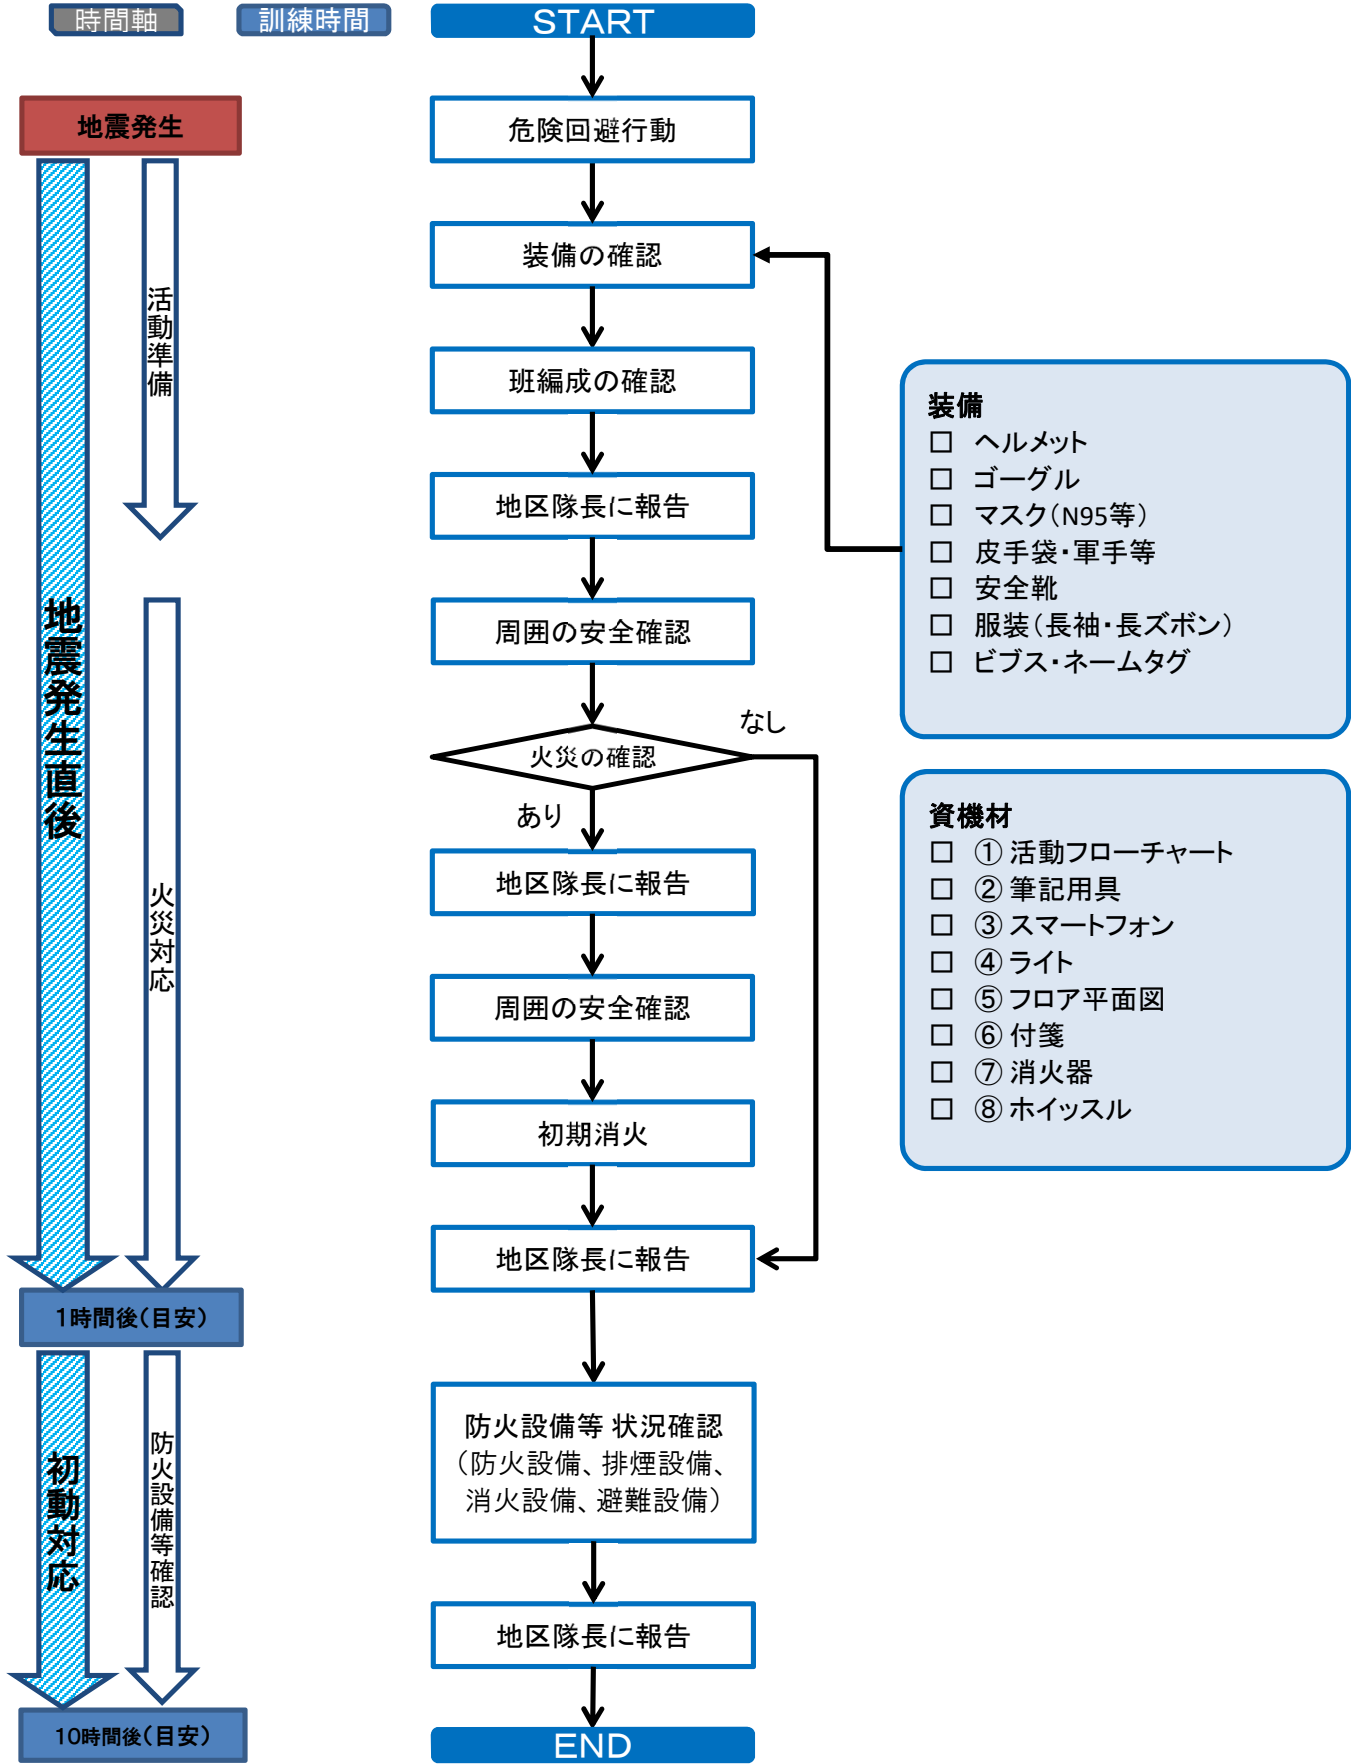 時間軸
訓練時間
START
地震発生
危険回避行動
装備の確認
活動準備
班編成の確認
地区隊長に報告
周囲の安全確認
地震発生直後
なし
火災の確認
あり
地区隊長に報告
火災対応
周囲の安全確認
初期消火
地区隊長に報告
1時間後(目安)
防火設備等 状況確認
(防火設備、排煙設備、
消火設備、避難設備)
初動対応
防火設備等確認
地区隊長に報告
10時間後(目安)
END
装備
□ ヘルメット
□ ゴーグル
□ マスク(N95等)
□ 皮手袋・軍手等
□ 安全靴
□ 服装(長袖・長ズボン)
□ ビブス・ネームタグ
資機材
□ ① 活動フローチャート
□ ② 筆記用具
□ ③ スマートフォン
□ ④ ライト
□ ⑤ フロア平面図
□ ⑥ 付箋
□ ⑦ 消火器
□ ⑧ ホイッスル